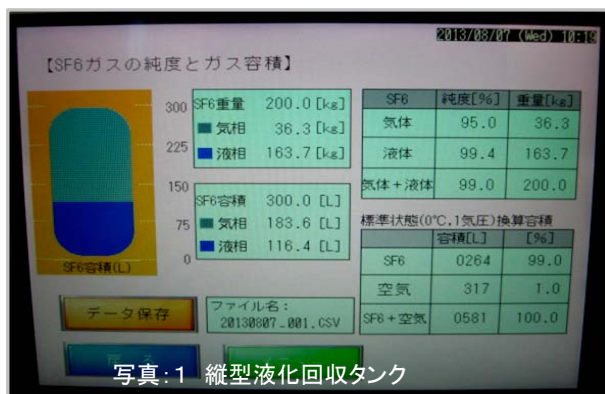 2013/08/07 (Wed) 10:19
【SF6ガスの純度とガス容積】
300
225
150
75
0
SF6容積(L)
SF6重量 200.0[kg]
気相 36.3[kg]
液相 163.7[kg]
SF6容積 300.0 [L]
気相 183.6 [L]
液相 116.4 [L]
SF6 純度[%] 重量[kg]
気体 95.0 36.3
液体 99.4 163.7
気体+液体 99.0 200.0
標準状態(0℃,1気圧)換算容積
容積[L] [%]
SF6 0264 99.0
空気 317 1.0
SF6+空気 0581 100.0
データ保存
ファイル名:
20130807_001.CSV
写真:1 縦型液化回収タンク